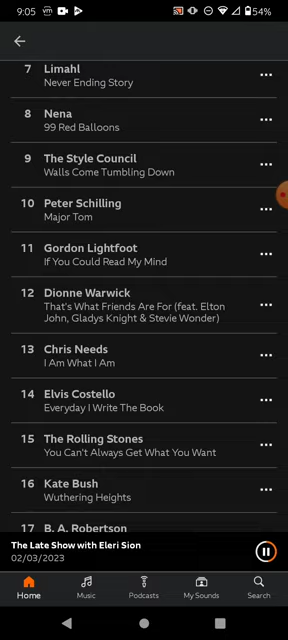 9:05
54%
7 Limahl
Never Ending Story
8 Nena
99 Red Balloons
9 The Style Council
Walls Come Tumbling Down
10 Peter Schilling
Major Tom
11 Gordon Lightfoot
If You Could Read My Mind
12 Dionne Warwick
That's What Friends Are For (feat. Elton
John, Gladys Knight & Stevie Wonder)
13 Chris Needs
I Am What I Am
14 Elvis Costello
Everyday I Write The Book
15 The Rolling Stones
You Can't Always Get What You Want
16 Kate Bush
Wuthering Heights
17 B. A. Robertson
The Late Show with Eleri Sion
02/03/2023
Home Music Podcasts My Sounds Search